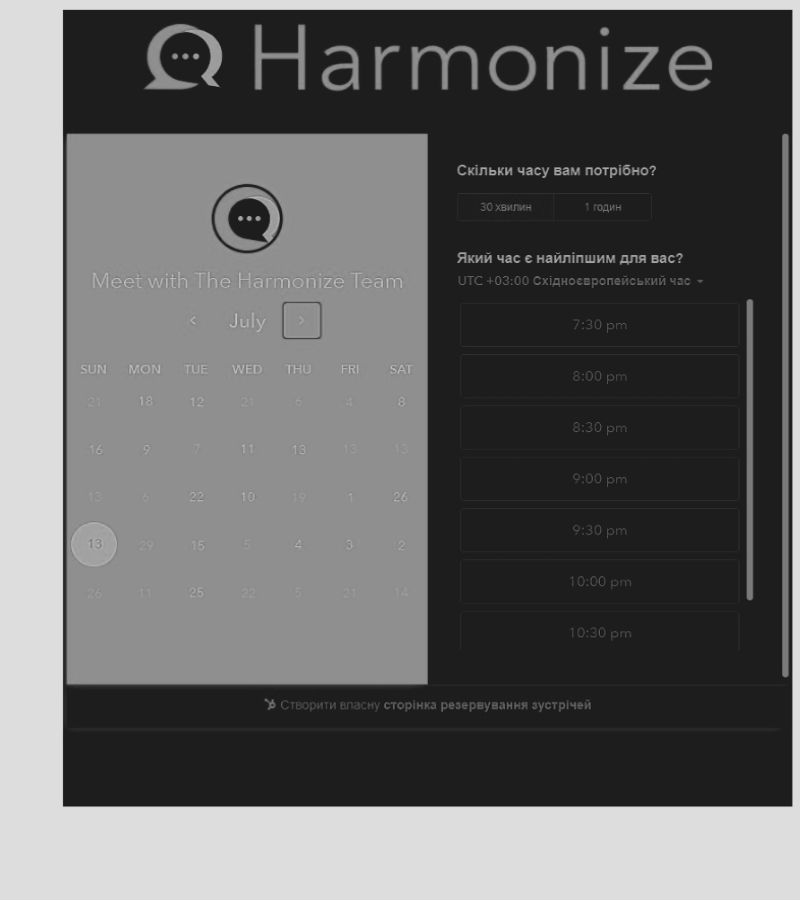 Harmonize
Meet with The Harmonize Team
July
SUN MON TUE WED THU FRI SAT
21 18 12 21 6 4 8
16 9 7 11 13 13 13
13 6 22 10 19 1 26
13 29 15 5 4 3 2
26 11 25 22 5 21 14
Скільки часу вам потрібно?
30 хвилин 1 годин
Який час є найліпшим для вас?
UTC +03:00 Східноєвропейський час
7:30 pm
8:00 pm
8:30 pm
9:00 pm
9:30 pm
10:00 pm
10:30 pm
Створити власну сторінка резервування зустрічей